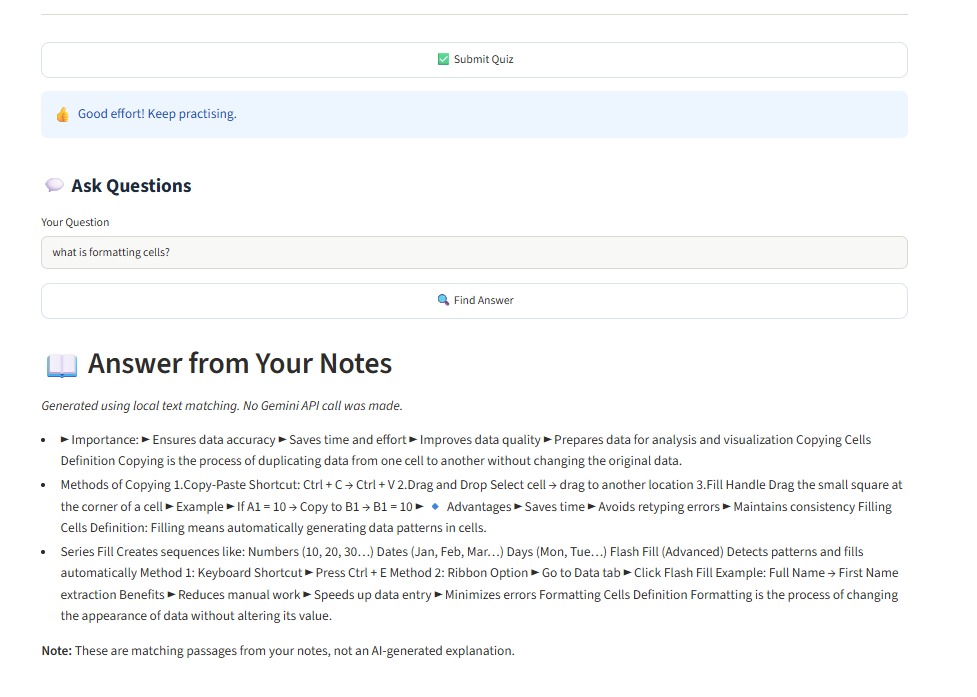 ✅ Submit Quiz
👍 Good effort! Keep practising.
💬 Ask Questions
Your Question
what is formatting cells?
🔍 Find Answer
📖 Answer from Your Notes
Generated using local text matching. No Gemini API call was made.
• ► Importance: ► Ensures data accuracy ► Saves time and effort ► Improves data quality ► Prepares data for analysis and visualization Copying Cells
Definition Copying is the process of duplicating data from one cell to another without changing the original data.
• Methods of Copying 1.Copy-Paste Shortcut: Ctrl + C → Ctrl + V 2.Drag and Drop Select cell → drag to another location 3.Fill Handle Drag the small square at
the corner of a cell ► Example ► If A1 = 10 → Copy to B1 → B1 = 10 ► 🔹 Advantages ► Saves time ► Avoids retyping errors ► Maintains consistency Filling
Cells Definition: Filling means automatically generating data patterns in cells.
• Series Fill Creates sequences like: Numbers (10, 20, 30…) Dates (Jan, Feb, Mar…) Days (Mon, Tue…) Flash Fill (Advanced) Detects patterns and fills
automatically Method 1: Keyboard Shortcut ► Press Ctrl + E Method 2: Ribbon Option ► Go to Data tab ► Click Flash Fill Example: Full Name → First Name
extraction Benefits ► Reduces manual work ► Speeds up data entry ► Minimizes errors Formatting Cells Definition Formatting is the process of changing
the appearance of data without altering its value.
Note: These are matching passages from your notes, not an AI-generated explanation.